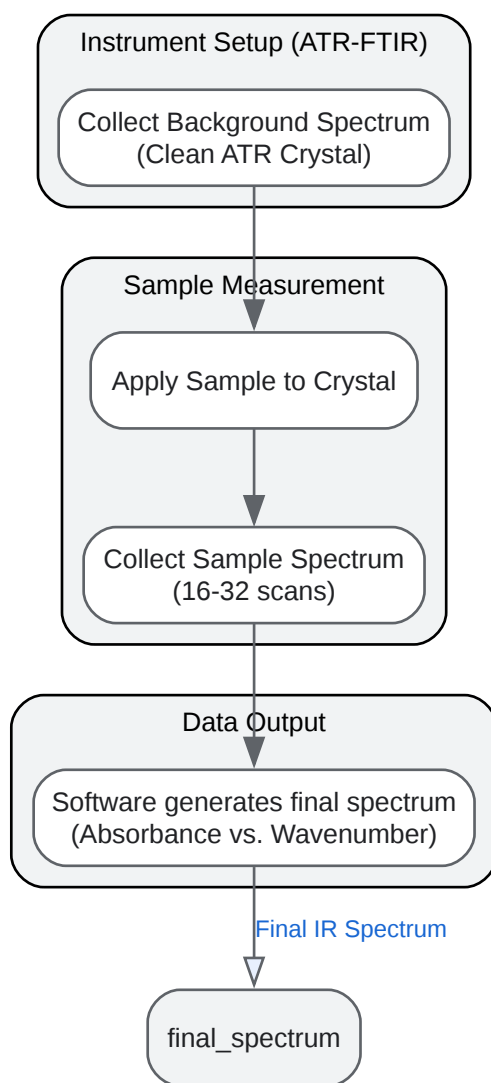 Instrument Setup (ATR-FTIR)
Collect Background Spectrum
(Clean ATR Crystal)
Sample Measurement
Apply Sample to Crystal
Collect Sample Spectrum
(16-32 scans)
Data Output
Software generates final spectrum
(Absorbance vs. Wavenumber)
Final IR Spectrum
final_spectrum